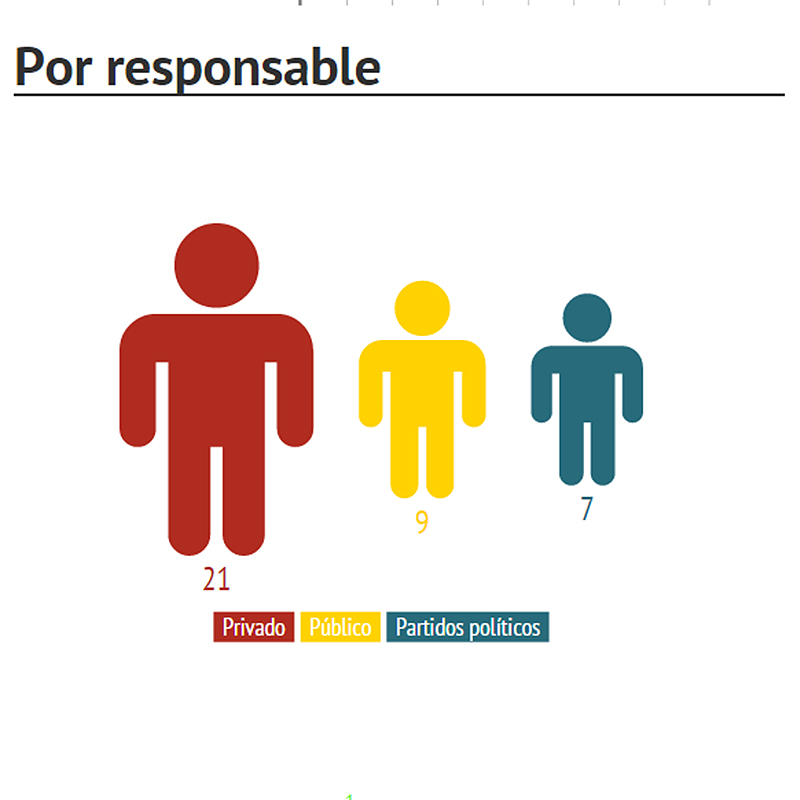 Por responsable
9
7
21
Privado Público Partidos políticos